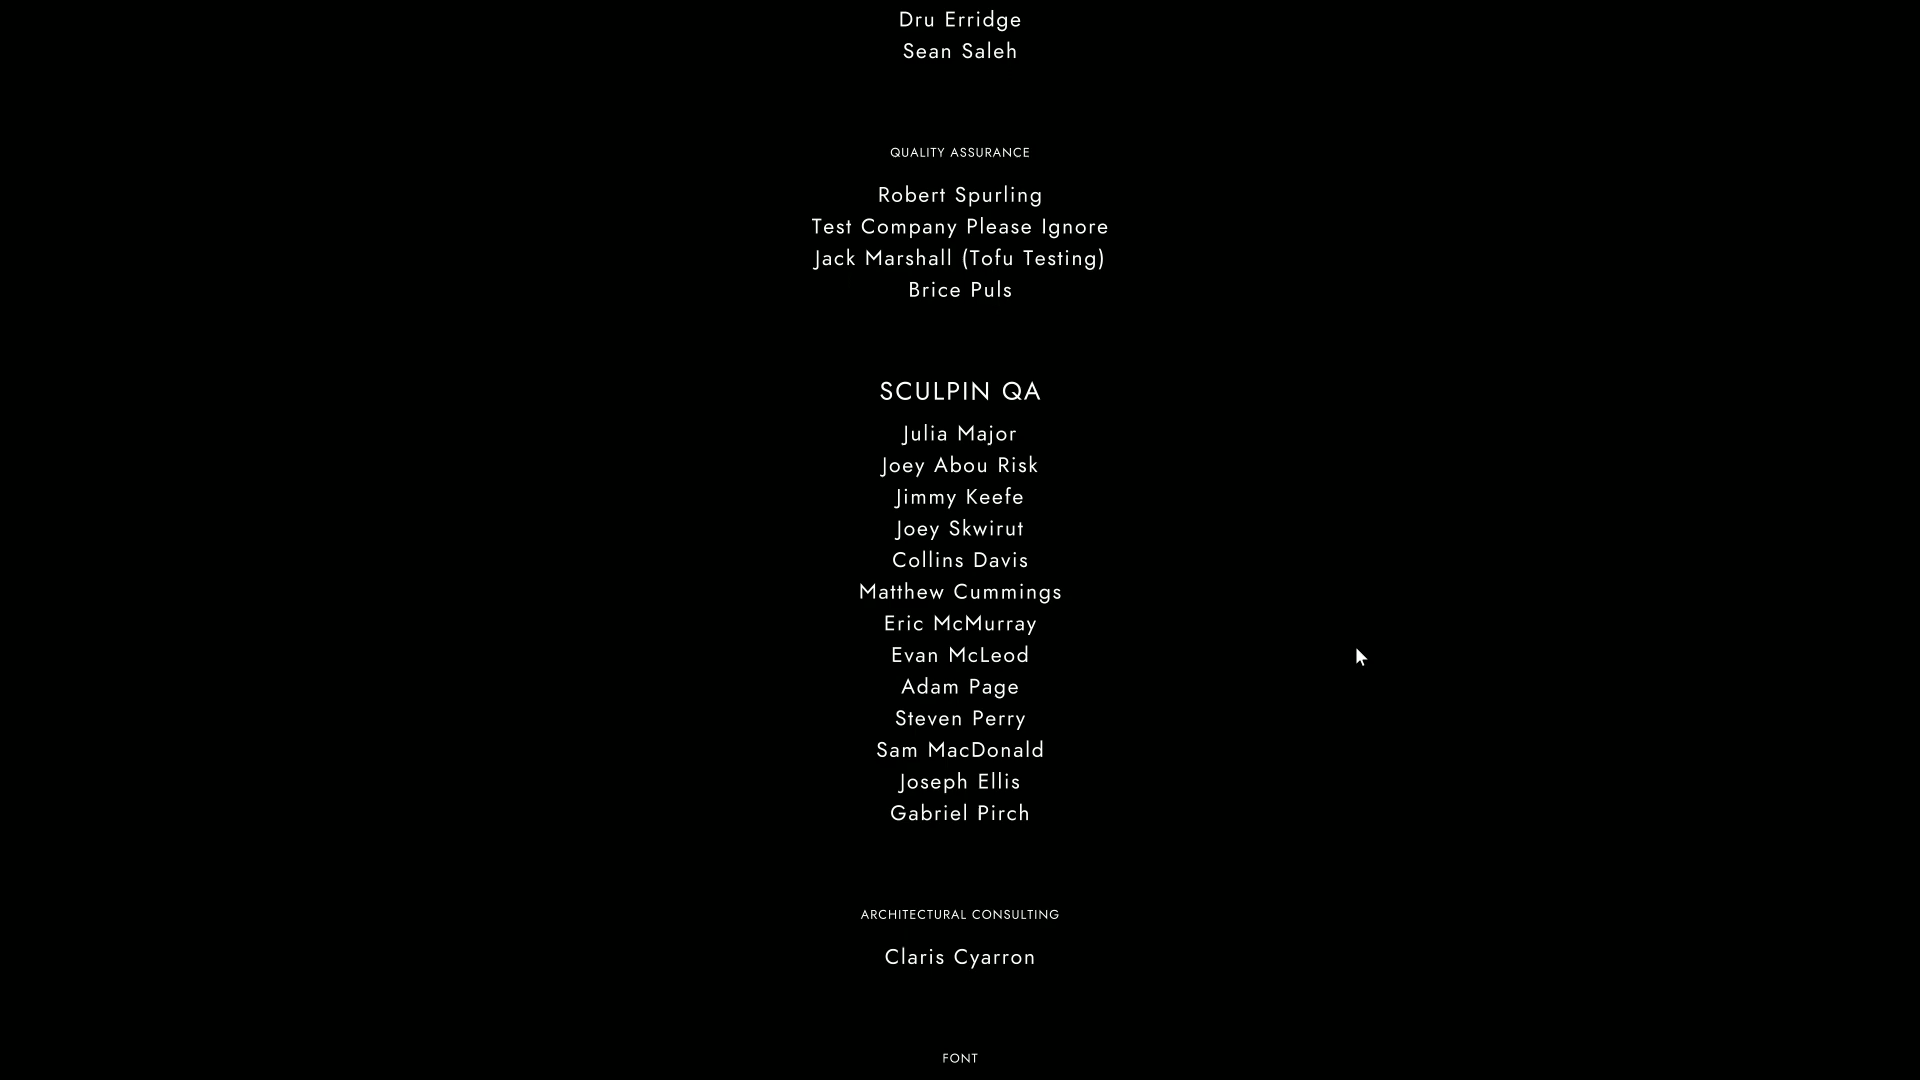 Dru Erridge
Sean Saleh
QUALITY ASSURANCE
Robert Spurling
Test Company Please Ignore
Jack Marshall (Tofu Testing)
Brice Puls
SCULPIN QA
Julia Major
Joey Abou Risk
Jimmy Keefe
Joey Skwirut
Collins Davis
Matthew Cummings
Eric McMurray
Evan McLeod
Adam Page
Steven Perry
Sam MacDonald
Joseph Ellis
Gabriel Pirch
ARCHITECTURAL CONSULTING
Claris Cyarron
FONT